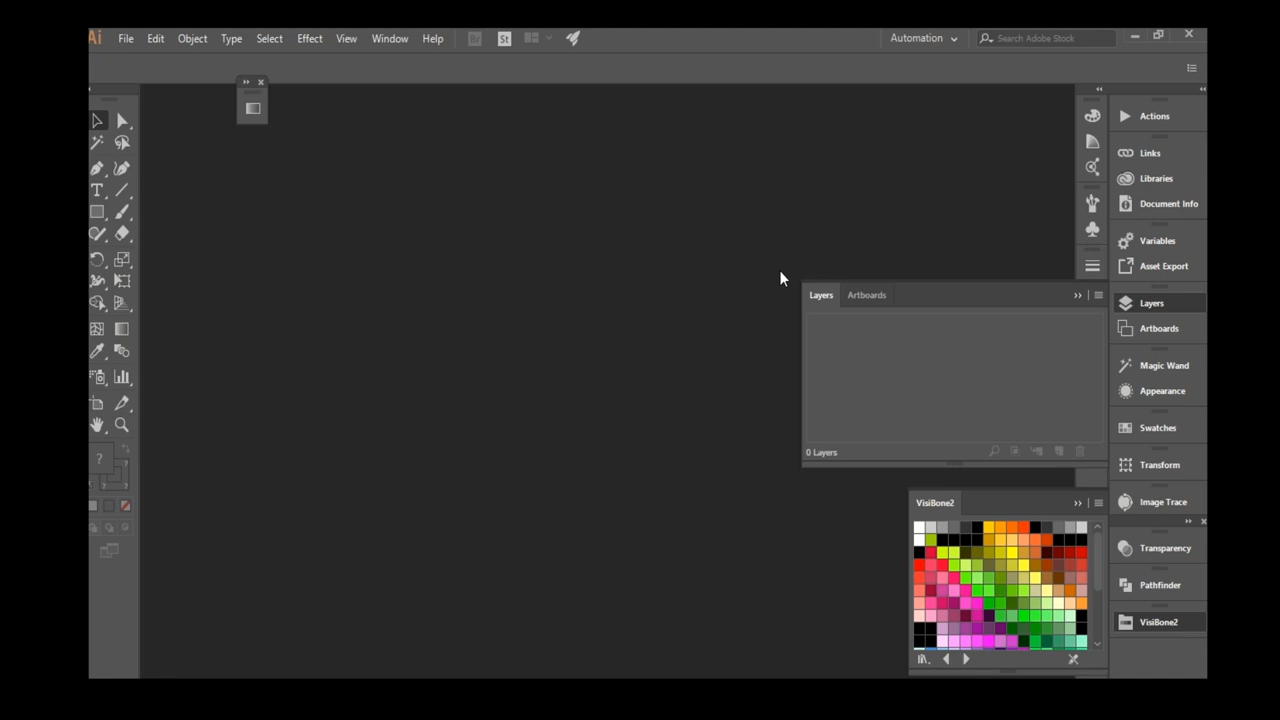 Ai File Edit Object Type Select Effect View Window Help Br St Automation Search Adobe Stock
Actions
Links
Libraries
Document Info
Variables
Asset Export
Layers Artboards
Layers
Artboards
Magic Wand
Appearance
Swatches
0 Layers
?
Transform
Image Trace
VisiBone2
Transparency
Pathfinder
VisiBone2